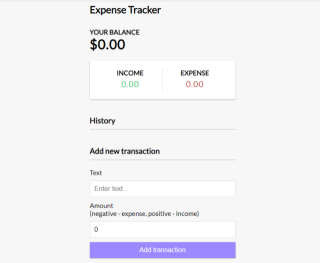 Expense Tracker
YOUR BALANCE
$0.00
INCOME
0.00
EXPENSE
0.00
History
Add new transaction
Text
Enter text...
Amount
(negative - expense, positive - income)
0
Add transaction